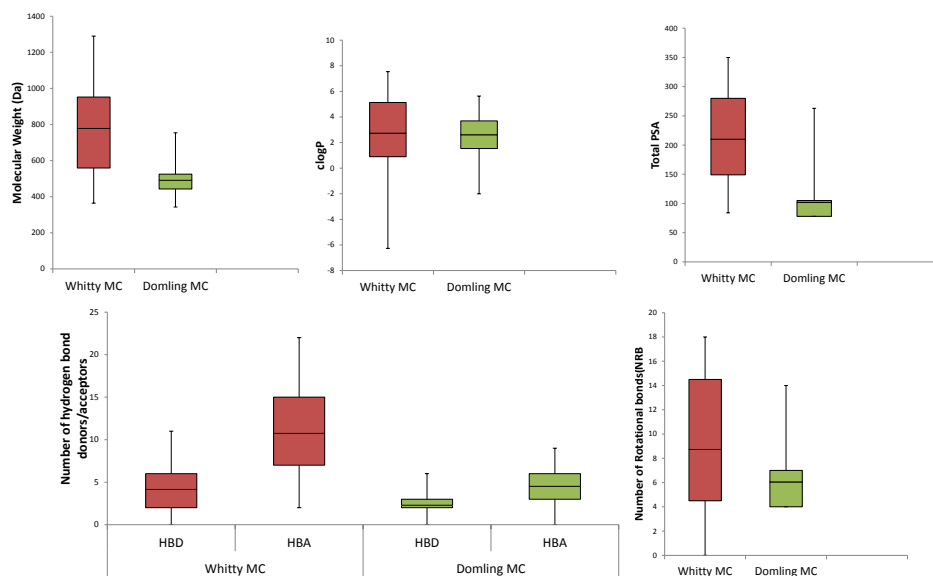 Molecular Weight (Da)
1400
1200
1000
800
600
400
200
0
Whitty MC
Domling MC
clogP
10
8
6
4
2
0
-2
-4
-6
-8
Whitty MC
Domling MC
Total PSA
400
350
300
250
200
150
100
50
0
Whitty MC
Domling MC
Number of hydrogen bond
donors/acceptors
25
20
15
10
5
0
HBD
HBA
HBD
HBA
Whitty MC
Domling MC
Number of Rotational bonds(NRB
20
18
16
14
12
10
8
6
4
2
0
Whitty MC
Domling MC